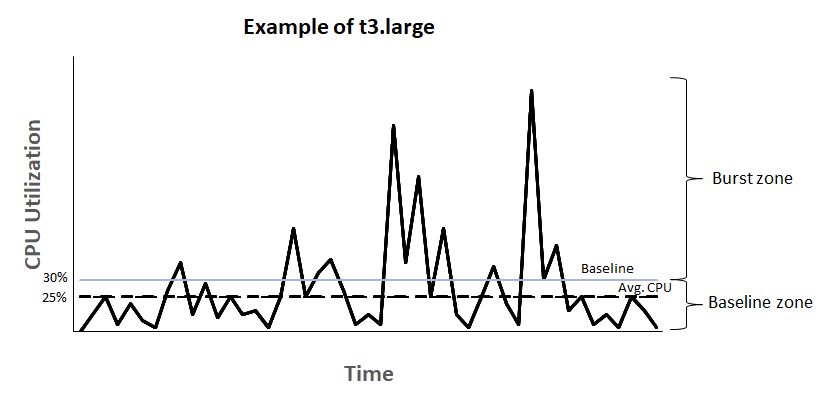 Example of t3.large
CPU Utilization
Burst zone
30%
Baseline
25%
Avg. CPU
Baseline zone
Time